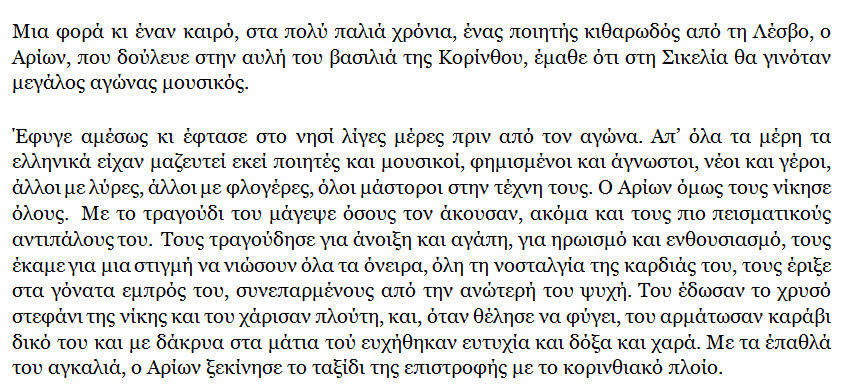 Μια φορά κι έναν καιρό, στα πολύ παλιά χρόνια, ένας ποιητής κιθαρωδός από τη Λέσβο, ο
Αρίων, που δούλευε στην αυλή του βασιλιά της Κορίνθου, έμαθε ότι στη Σικελία θα γινόταν
μεγάλος αγώνας μουσικός.
Έφυγε αμέσως κι έφτασε στο νησί λίγες μέρες πριν από τον αγώνα. Απ’ όλα τα μέρη τα
ελληνικά είχαν μαζευτεί εκεί ποιητές και μουσικοί, φημισμένοι και άγνωστοι, νέοι και γέροι,
άλλοι με λύρες, άλλοι με φλογέρες, όλοι μάστοροι στην τέχνη τους. Ο Αρίων όμως τους νίκησε
όλους. Με το τραγούδι του μάγεψε όσους τον άκουσαν, ακόμα και τους πιο πεισματικούς
αντιπάλους του. Τους τραγούδησε για άνοιξη και αγάπη, για ηρωισμό και ενθουσιασμό, τους
έκαμε για μια στιγμή να νιώσουν όλα τα όνειρα, όλη τη νοσταλγία της καρδιάς του, τους έριξε
στα γόνατα εμπρός του, συνεπαρμένους από την ανώτερή του ψυχή. Του έδωσαν το χρυσό
στεφάνι της νίκης και του χάρισαν πλούτη, και, όταν θέλησε να φύγει, του αρμάτωσαν καράβι
δικό του και με δάκρυα στα μάτια τού ευχήθηκαν ευτυχία και δόξα και χαρά. Με τα έπαθλά
του αγκαλιά, ο Αρίων ξεκίνησε το ταξίδι της επιστροφής με το κορινθιακό πλοίο.